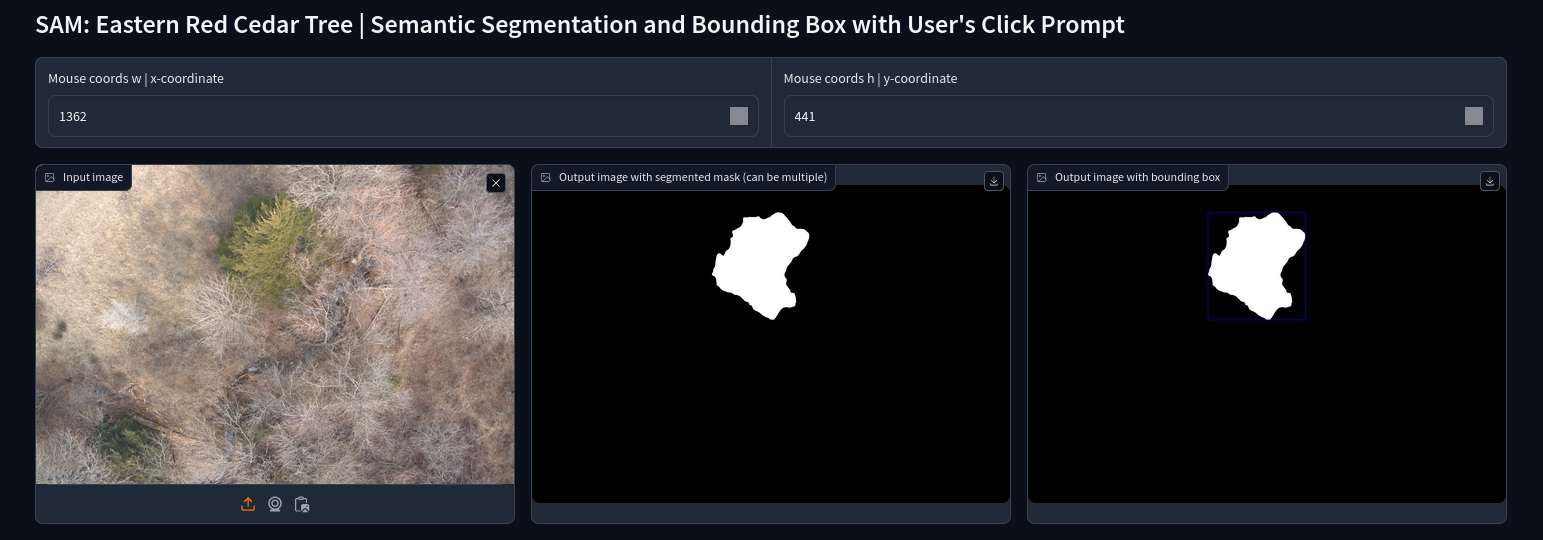 SAM: Eastern Red Cedar Tree | Semantic Segmentation and Bounding Box with User's Click Prompt
Mouse coords w | x-coordinate
Mouse coords h | y-coordinate
1362
441
Input image
Output image with segmented mask (can be multiple)
Output image with bounding box